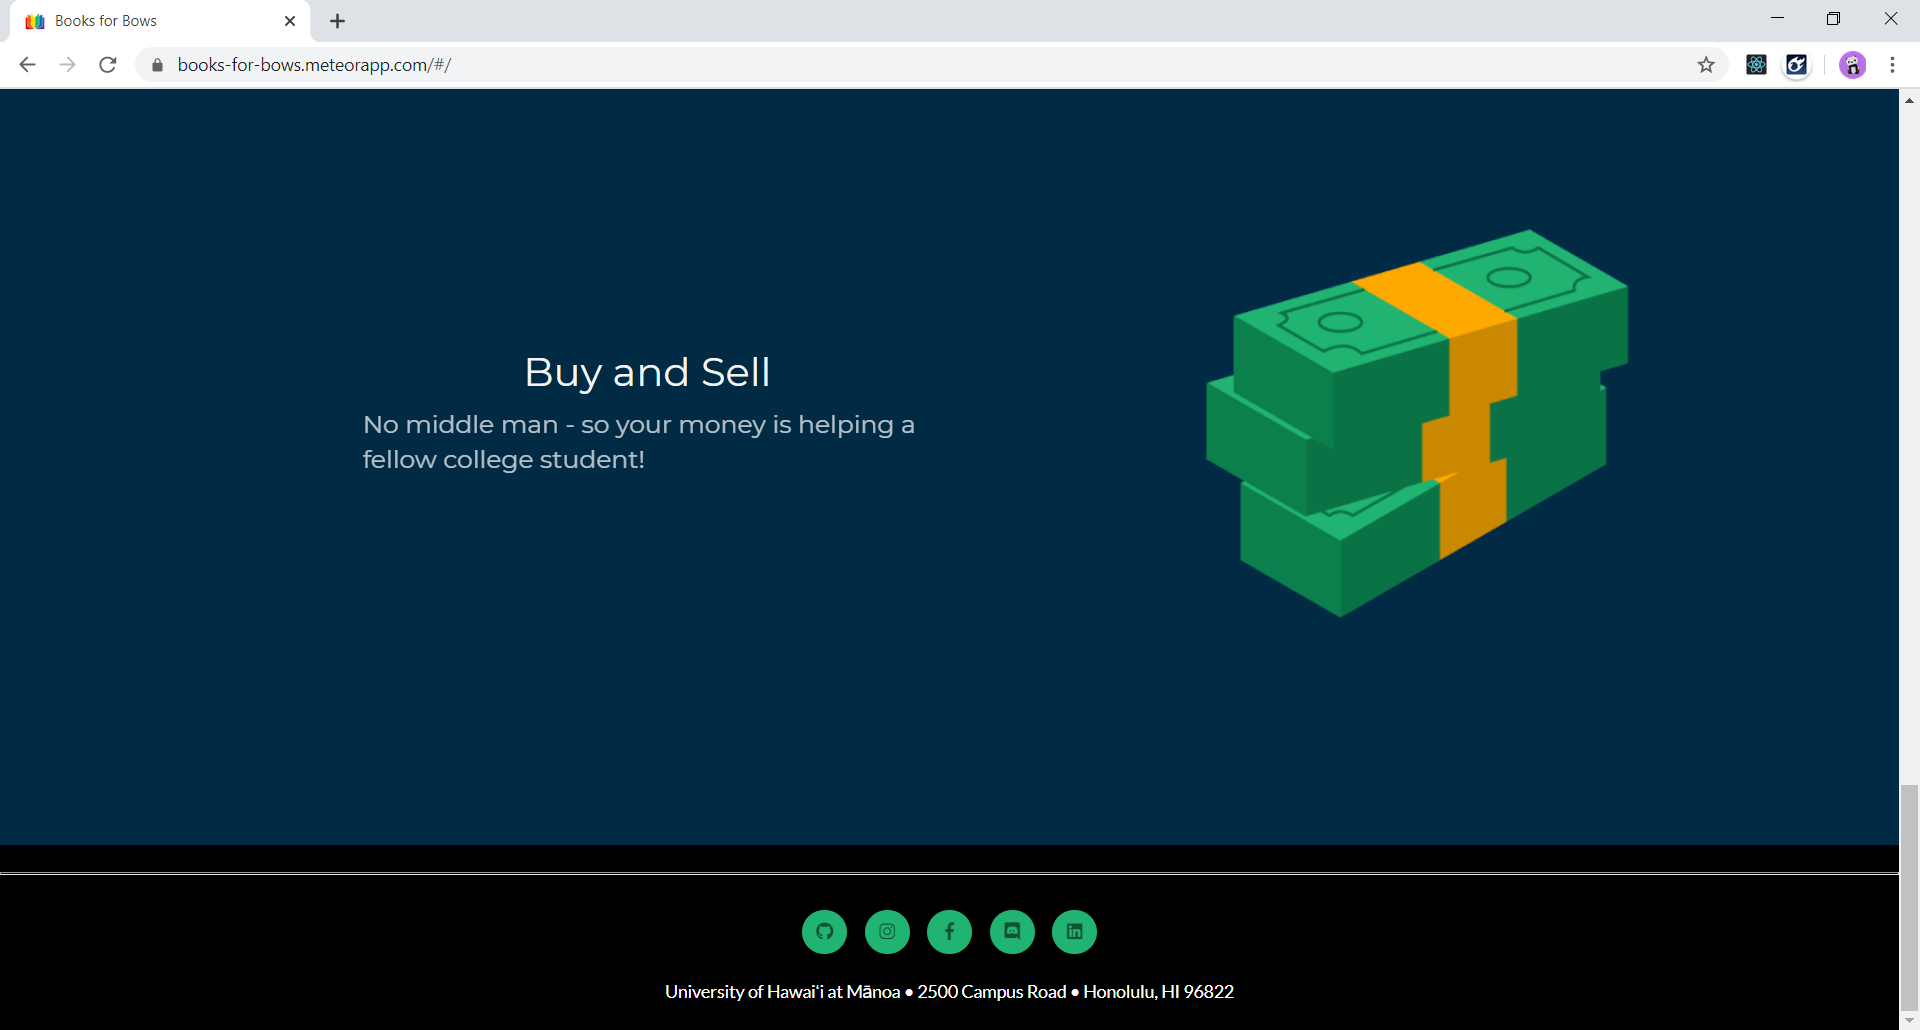 Books for Bows
books-for-bows.meteorapp.com/#/
Buy and Sell
No middle man - so your money is helping a
fellow college student!
University of Hawaiʻi at Mānoa • 2500 Campus Road • Honolulu, HI 96822